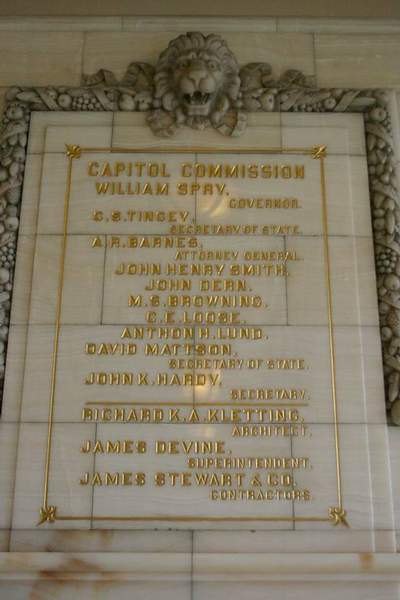 CAPITOL COMMISSION
WILLIAM SPRY,
GOVERNOR.
C.S. TINGEY,
SECRETARY OF STATE.
A.R. BARNES,
ATTORNEY GENERAL.
JOHN HENRY SMITH,
JOHN DERN.
M.S. BROWNING,
C.E. LOOSE.
ANTHON H. LUND.
DAVID MATTSON,
SECRETARY OF STATE.
JOHN K. HARDY,
SECRETARY.
RICHARD K.A. KLETTING,
ARCHITECT.
JAMES DEVINE,
SUPERINTENDENT.
JAMES STEWART & CO,
CONTRACTORS.